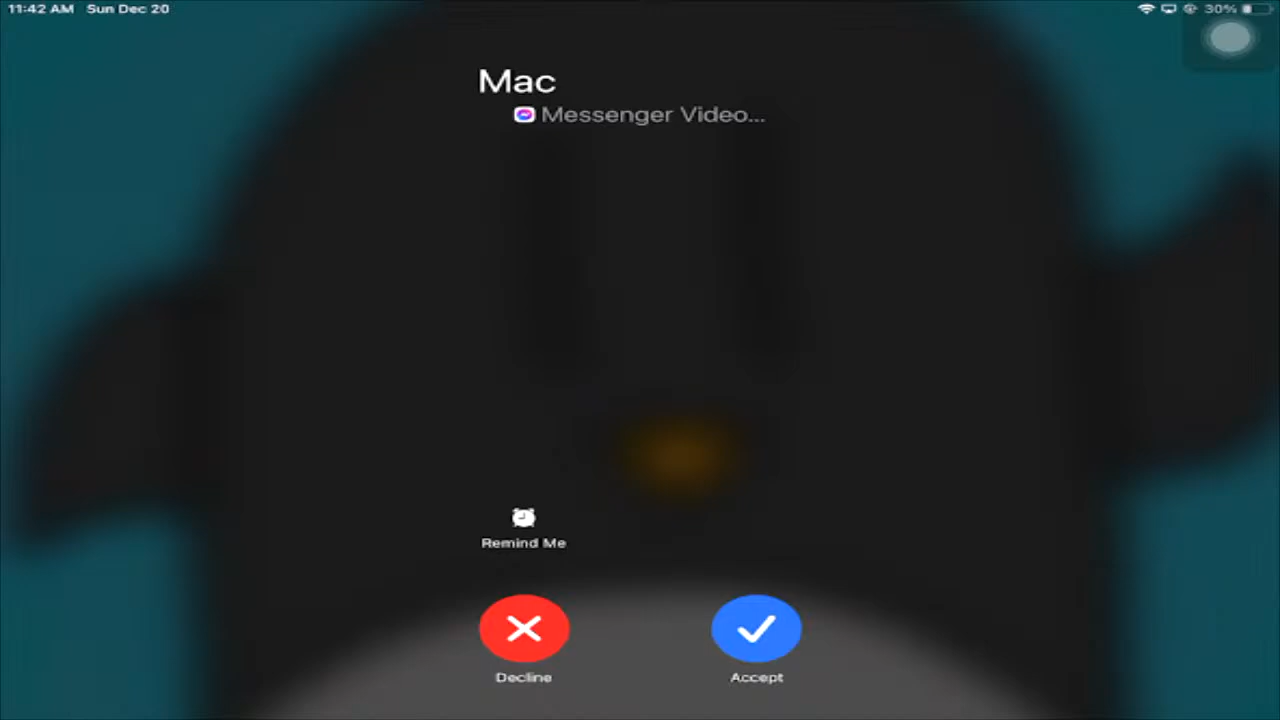 11:42 AM Sun Dec 20
30%
Mac
Messenger Video...
Remind Me
Decline
Accept